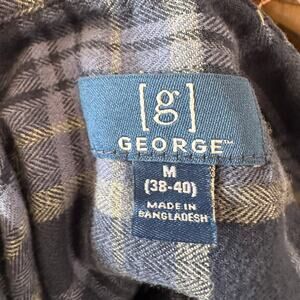 [g]
GEORGE™
M
(38-40)
MADE IN
BANGLADESH